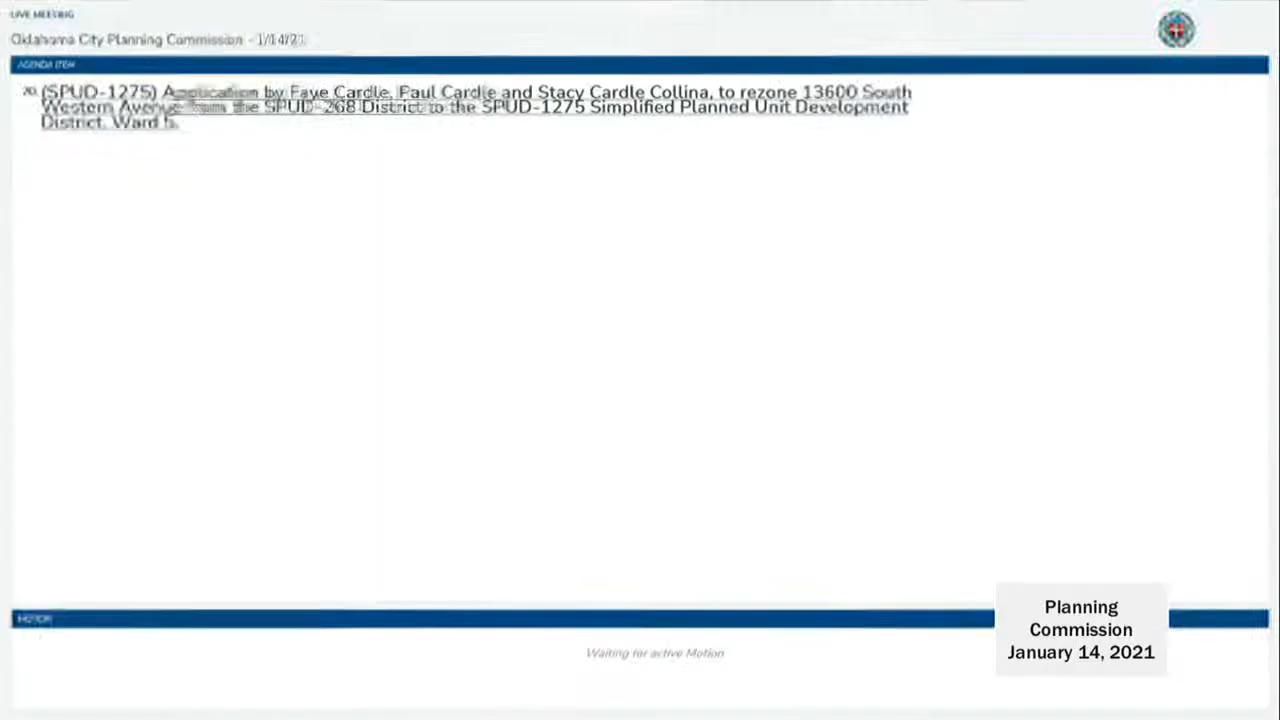 LIVE MEETING
Oklahoma City Planning Commission - 1/14/21
AGENDA ITEM
20. (SPUD-1275) Application by Faye Cardle, Paul Cardle and Stacy Cardle Collina, to rezone 13600 South
Western Avenue from the SPUD-268 District to the SPUD-1275 Simplified Planned Unit Development
District. Ward 5.
MOTION
Waiting for active Motion
Planning
Commission
January 14, 2021